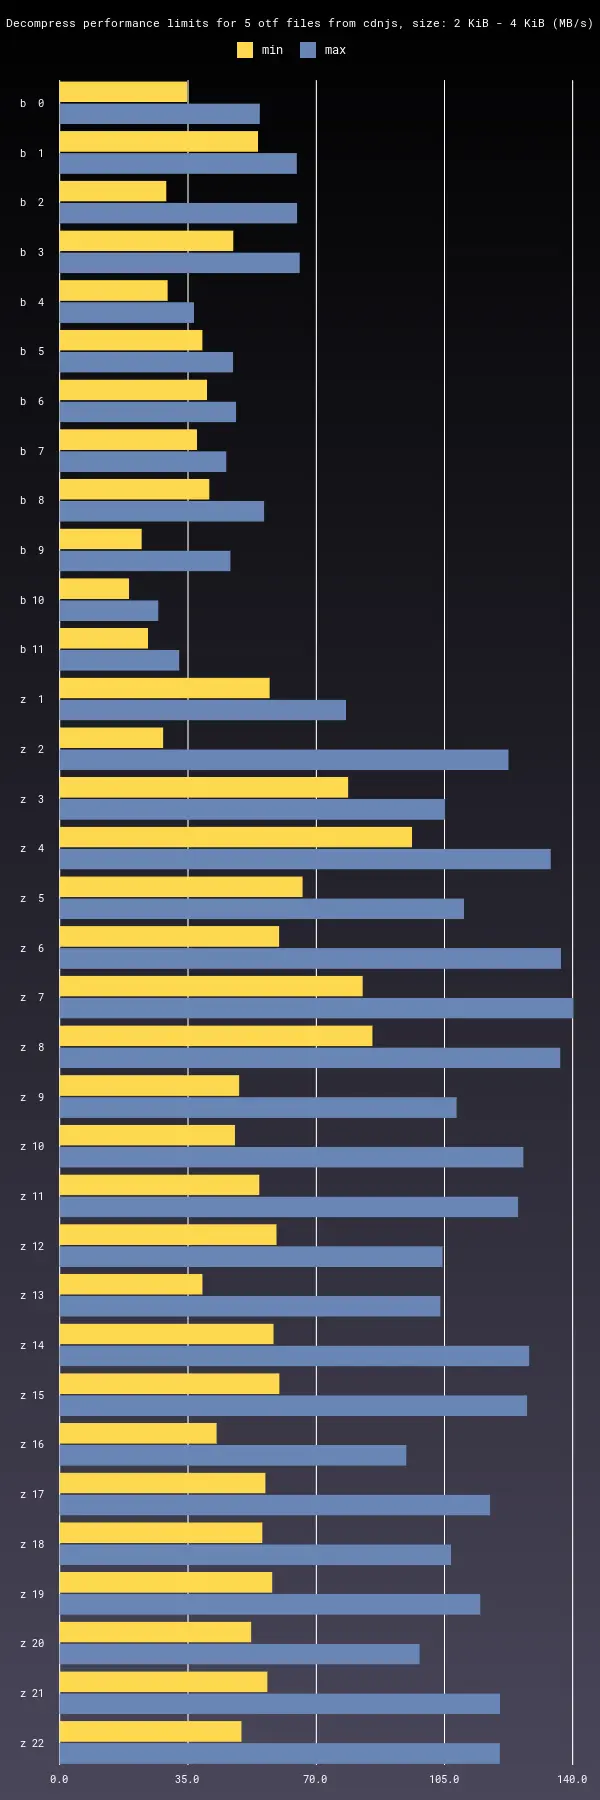 Decompress performance limits for 5 otf files from cdnjs, size: 2 KiB - 4 KiB (MB/s)
min max
b 0
b 1
b 2
b 3
b 4
b 5
b 6
b 7
b 8
b 9
b 10
b 11
z 1
z 2
z 3
z 4
z 5
z 6
z 7
z 8
z 9
z 10
z 11
z 12
z 13
z 14
z 15
z 16
z 17
z 18
z 19
z 20
z 21
z 22
0.0 35.0 70.0 105.0 140.0